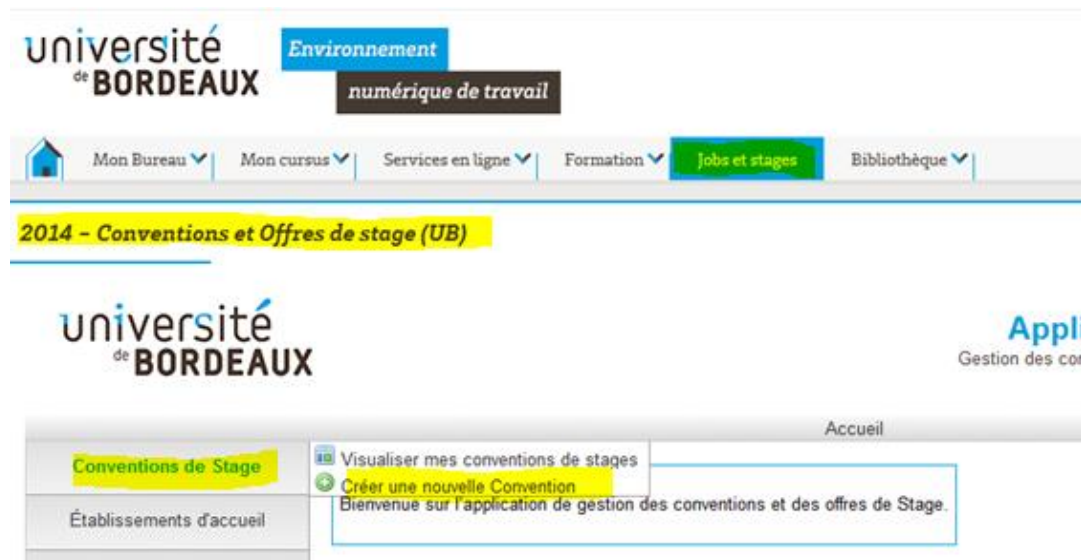 université
de BORDEAUX
Environnement
numérique de travail
Mon Bureau Mon cursus Services en ligne Formation Jobs et stages Bibliothèque
2014 - Conventions et Offres de stage (UB)
université
de BORDEAUX
Appli
Gestion des con
Accueil
Conventions de Stage
Visualiser mes conventions de stages
Créer une nouvelle Convention
Établissements d'accueil
Bienvenue sur l'application de gestion des conventions et des offres de Stage.